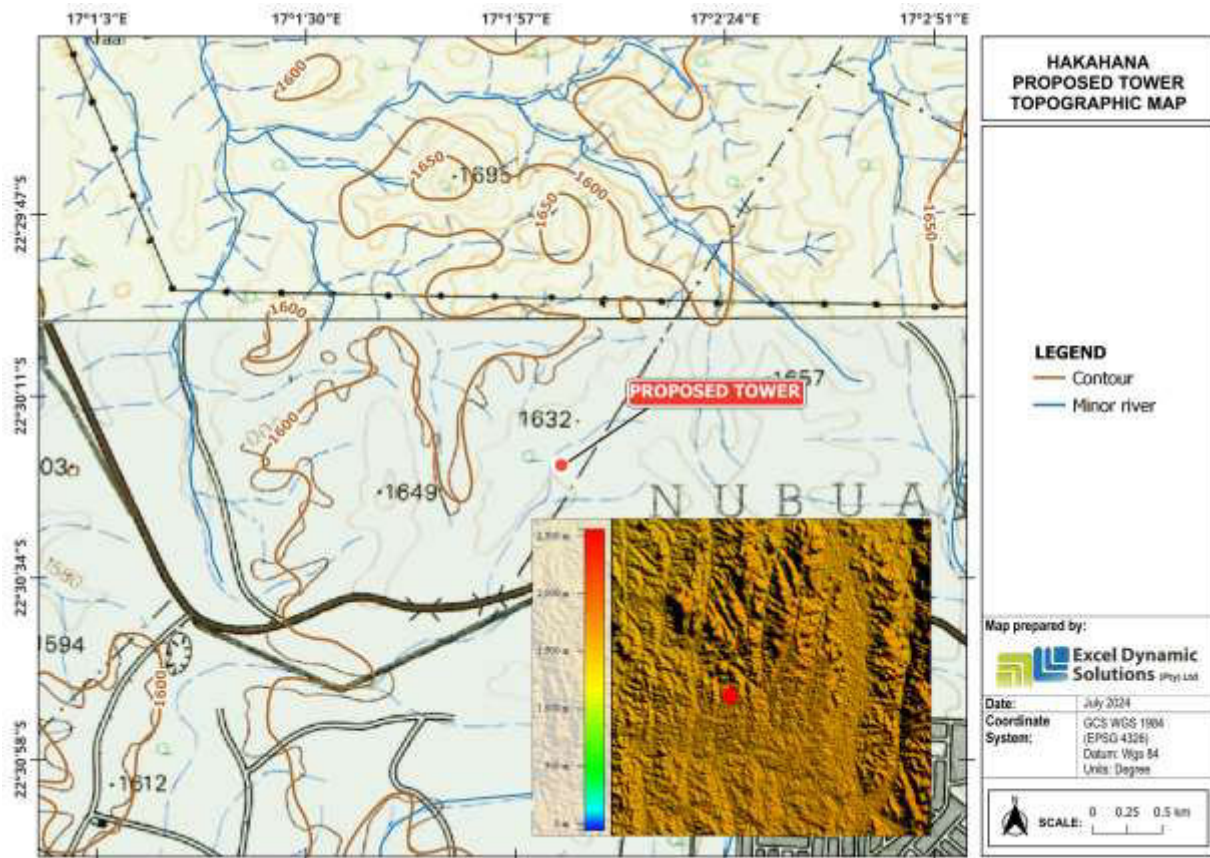 17°1'3"E 17°1'30"E 17°1'57"E 17°2'24"E 17°2'51"E
22°29'47"S
22°30'11"S
22°30'34"S
22°30'58"S
1600
1650
1695
1650
1600
1650
1600
1657
PROPOSED TOWER
1632
1600
03
1649
NUBUA
1580
1594
1600
1612
HAKAHANA
PROPOSED TOWER
TOPOGRAPHIC MAP
LEGEND
Contour
Minor river
Map prepared by:
Excel Dynamic
Solutions (Pty) Ltd
Date: July 2024
Coordinate System: GCS WGS 1984
(EPSG 4326)
Datum: Wgs 84
Units: Degree
N
SCALE: 0 0.25 0.5 km